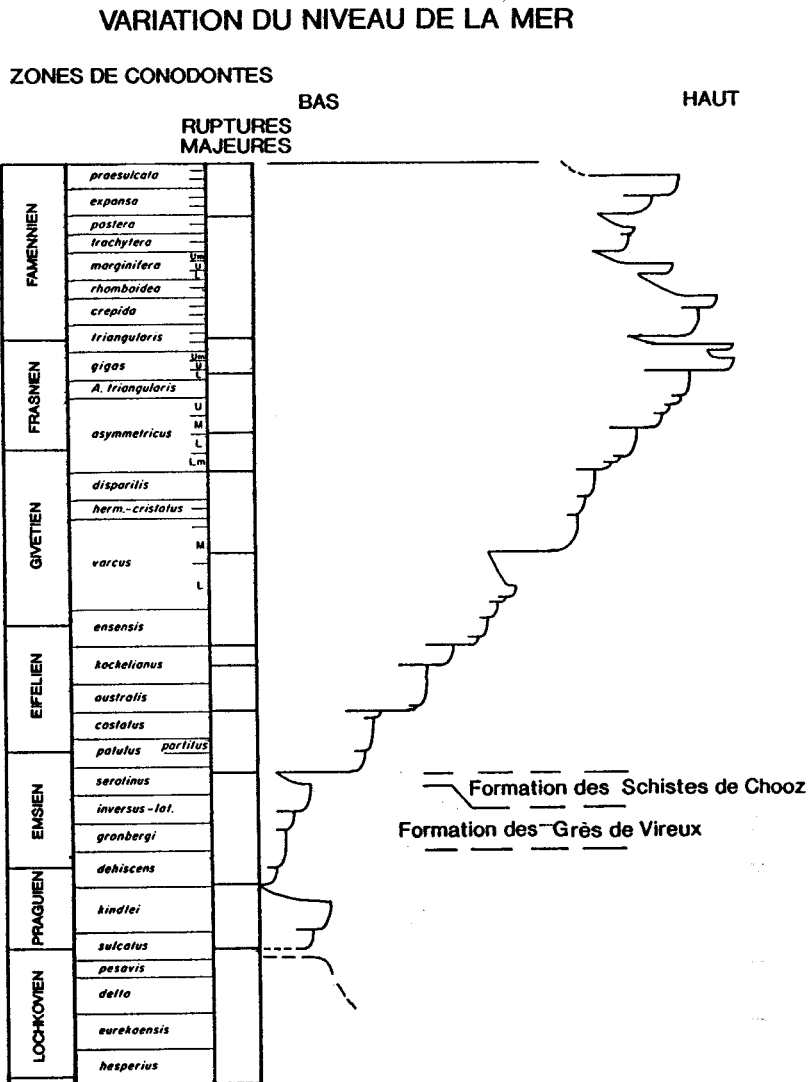 VARIATION DU NIVEAU DE LA MER
ZONES DE CONODONTES
BAS
HAUT
RUPTURES
MAJEURES
FAMENNIEN
praesulcata
expansa
postera
trachytera
marginifera
Um
U
L
rhomboidea
crepida
triangularis
FRASNIEN
gigas
Um
U
L
A. triangularis
asymmetricus
U
M
L
Lm
GIVETIEN
disparilis
herm.-cristatus
varcus
M
L
ensensis
EIFELIEN
kockelianus
australis
costatus
patulus partitus
EMSIEN
serotinus
inversus-lat.
gronbergi
dehiscens
PRAGUIEN
kindlei
sulcatus
LOCHKOVIEN
pesavis
delta
eurekaensis
hesperius
Formation des Schistes de Chooz
Formation des Grès de Vireux